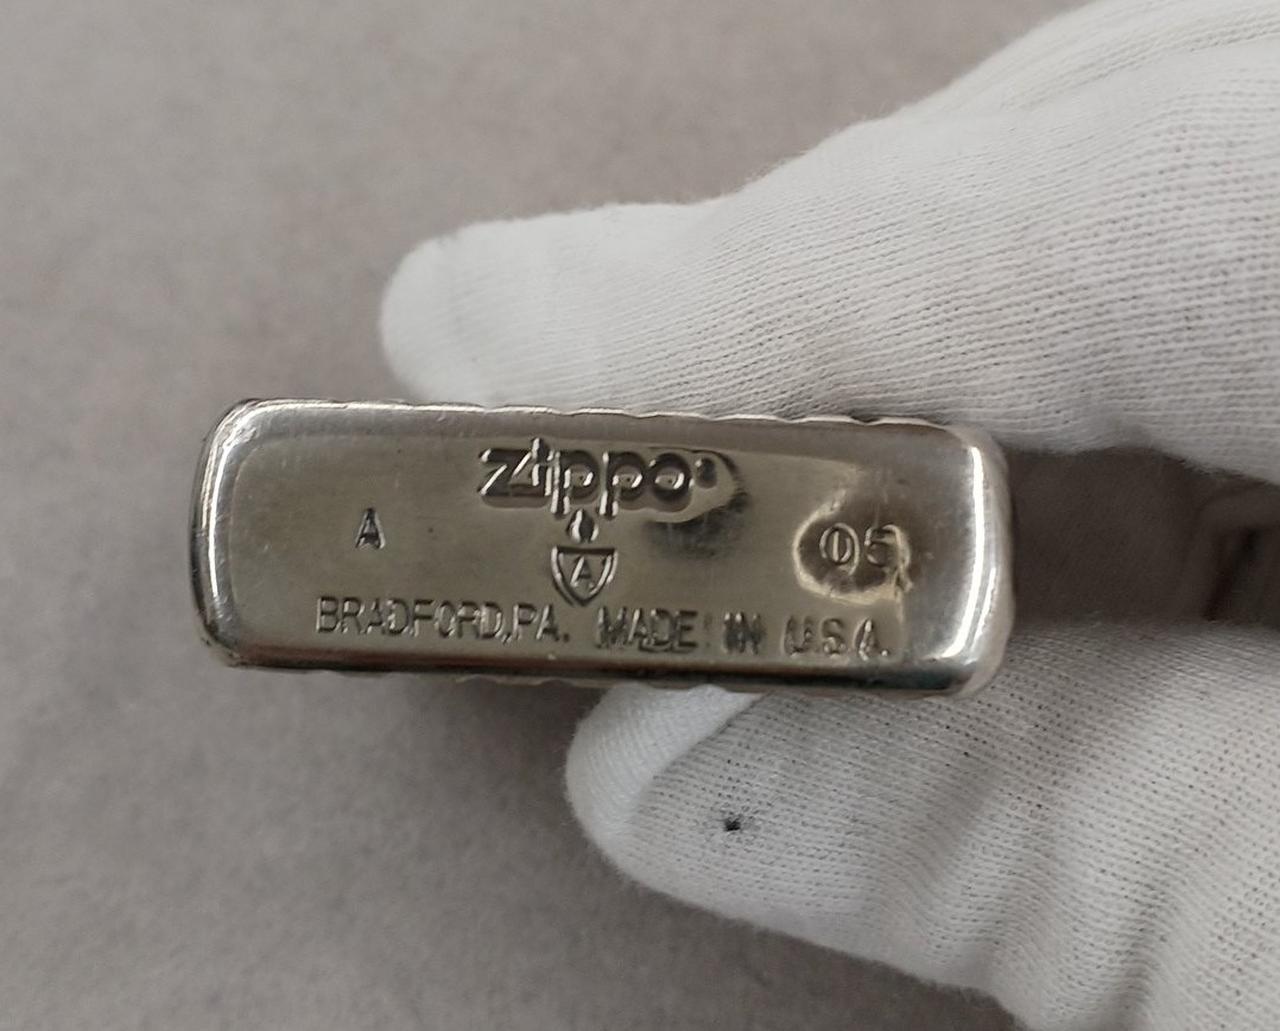 zippo
A 05
A
BRADFORD, PA. MADE IN U.S.A.